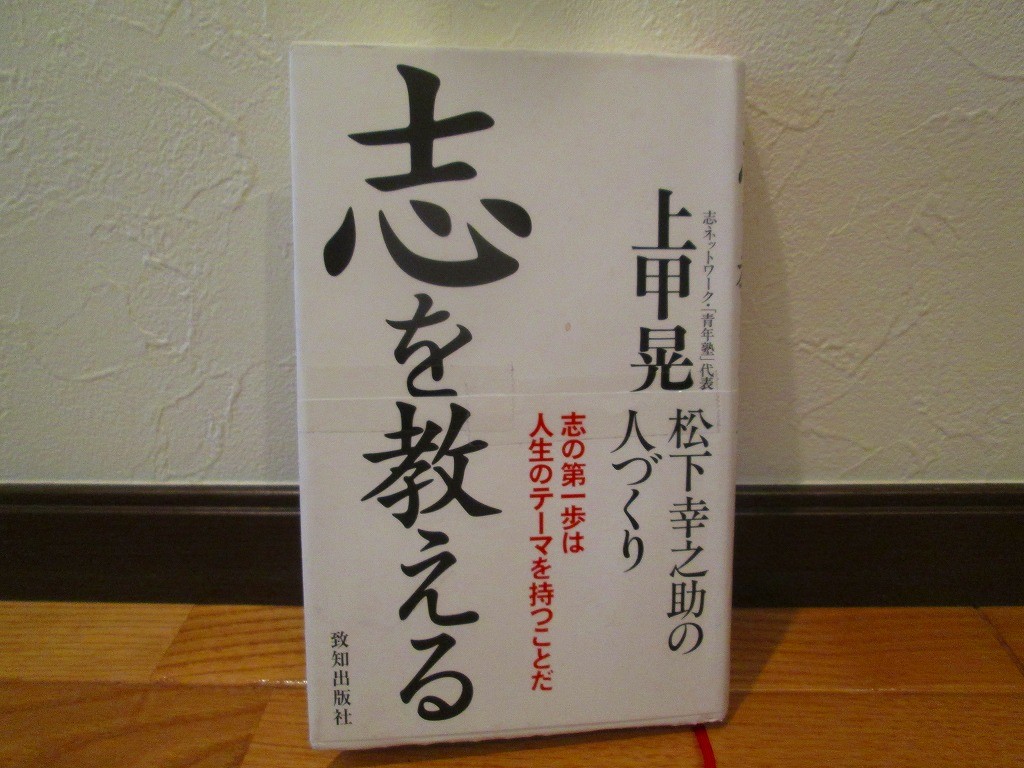 志ネットワーク・「青年塾」代表
上甲 晃
松下幸之助の
人づくり
志の第一歩は
人生のテーマを持つことだ
志を教える
致知出版社